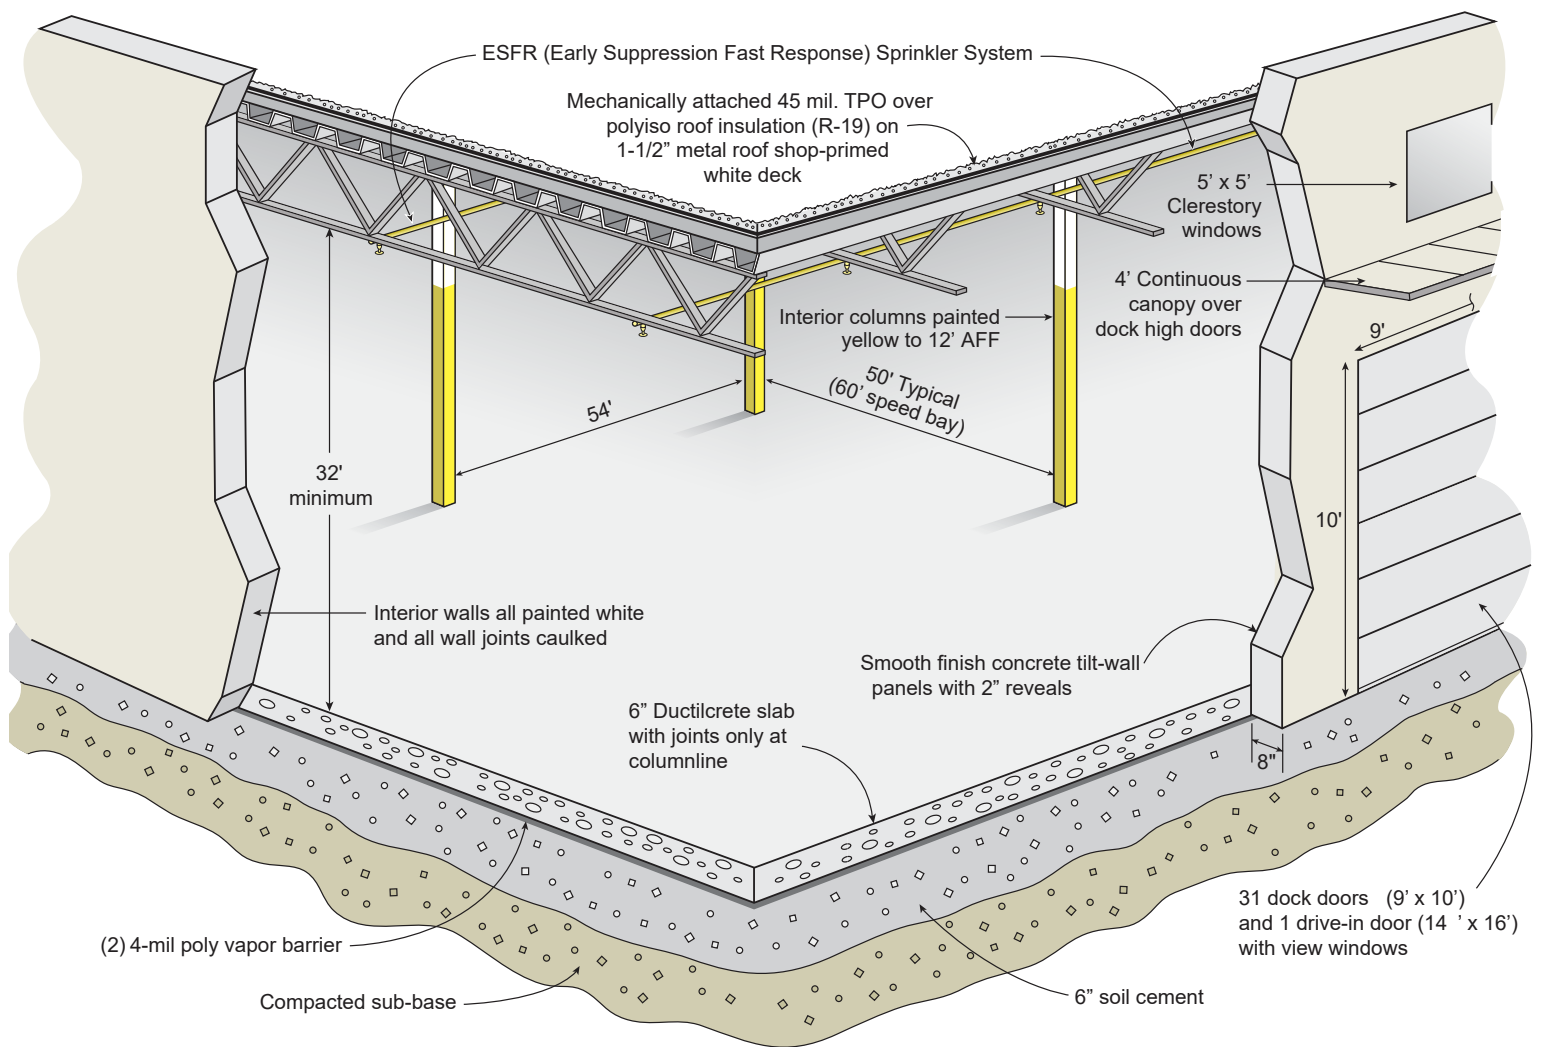 ESFR (Early Suppression Fast Response) Sprinkler System
Mechanically attached 45 mil. TPO over
polyiso roof insulation (R-19) on
1-1/2” metal roof shop-primed
white deck
5’ x 5’
Clerestory
windows
4’ Continuous
canopy over
dock high doors
9'
Interior columns painted
yellow to 12’ AFF
50' Typical
(60’ speed bay)
54'
32'
minimum
10'
Interior walls all painted white
and all wall joints caulked
Smooth finish concrete tilt-wall
panels with 2” reveals
6” Ductilcrete slab
with joints only at
columnline
8"
31 dock doors (9’ x 10’)
and 1 drive-in door (14 ’ x 16’)
with view windows
(2) 4-mil poly vapor barrier
Compacted sub-base
6” soil cement